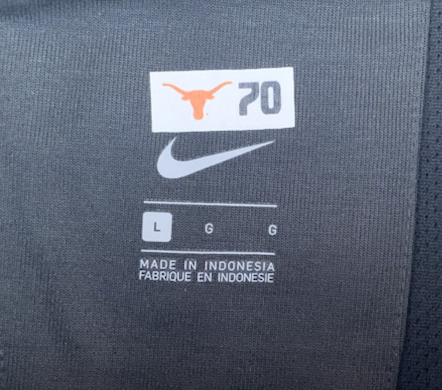 70
L G G
MADE IN INDONESIA
FABRIQUE EN INDONESIE